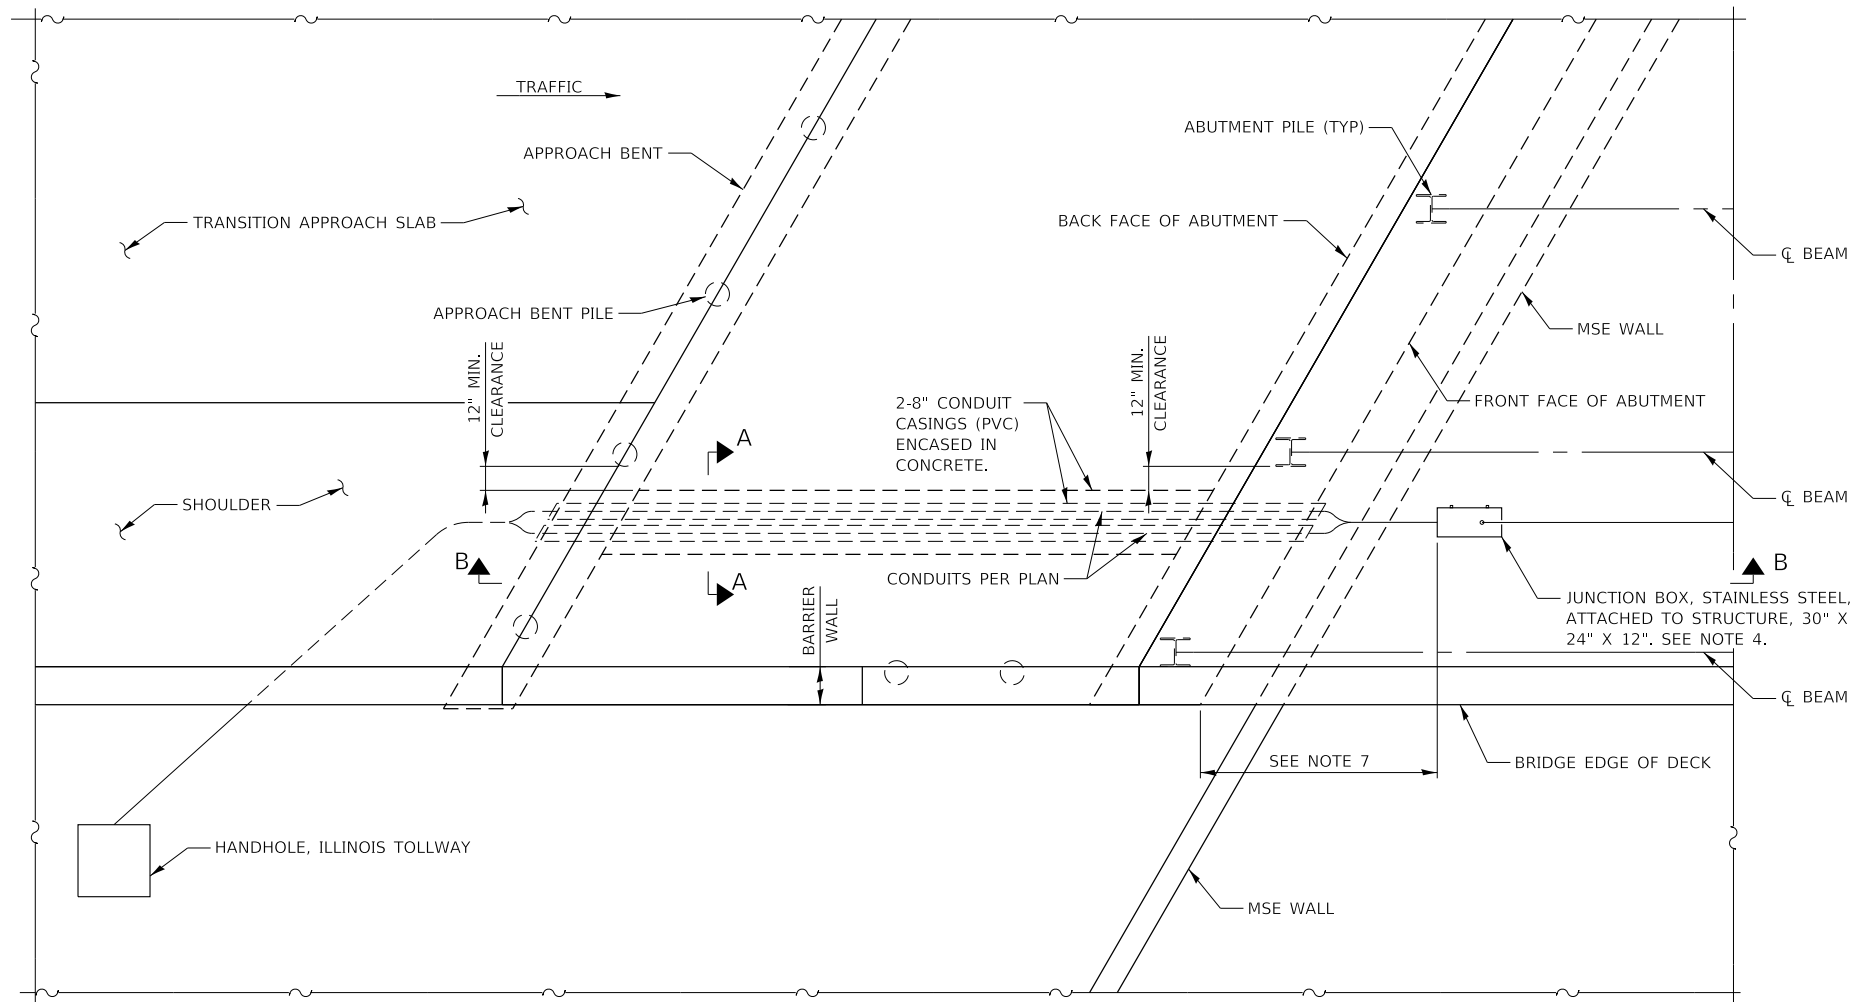 TRAFFIC
ABUTMENT PILE (TYP)
APPROACH BENT
TRANSITION APPROACH SLAB
BACK FACE OF ABUTMENT
℄ BEAM
APPROACH BENT PILE
MSE WALL
12" MIN.
CLEARANCE
12" MIN.
CLEARANCE
2-8" CONDUIT
CASINGS (PVC)
ENCASED IN
CONCRETE.
FRONT FACE OF ABUTMENT
A
SHOULDER
℄ BEAM
B
A
CONDUITS PER PLAN
B
BARRIER
WALL
JUNCTION BOX, STAINLESS STEEL,
ATTACHED TO STRUCTURE, 30" X
24" X 12". SEE NOTE 4.
℄ BEAM
SEE NOTE 7
BRIDGE EDGE OF DECK
HANDHOLE, ILLINOIS TOLLWAY
MSE WALL